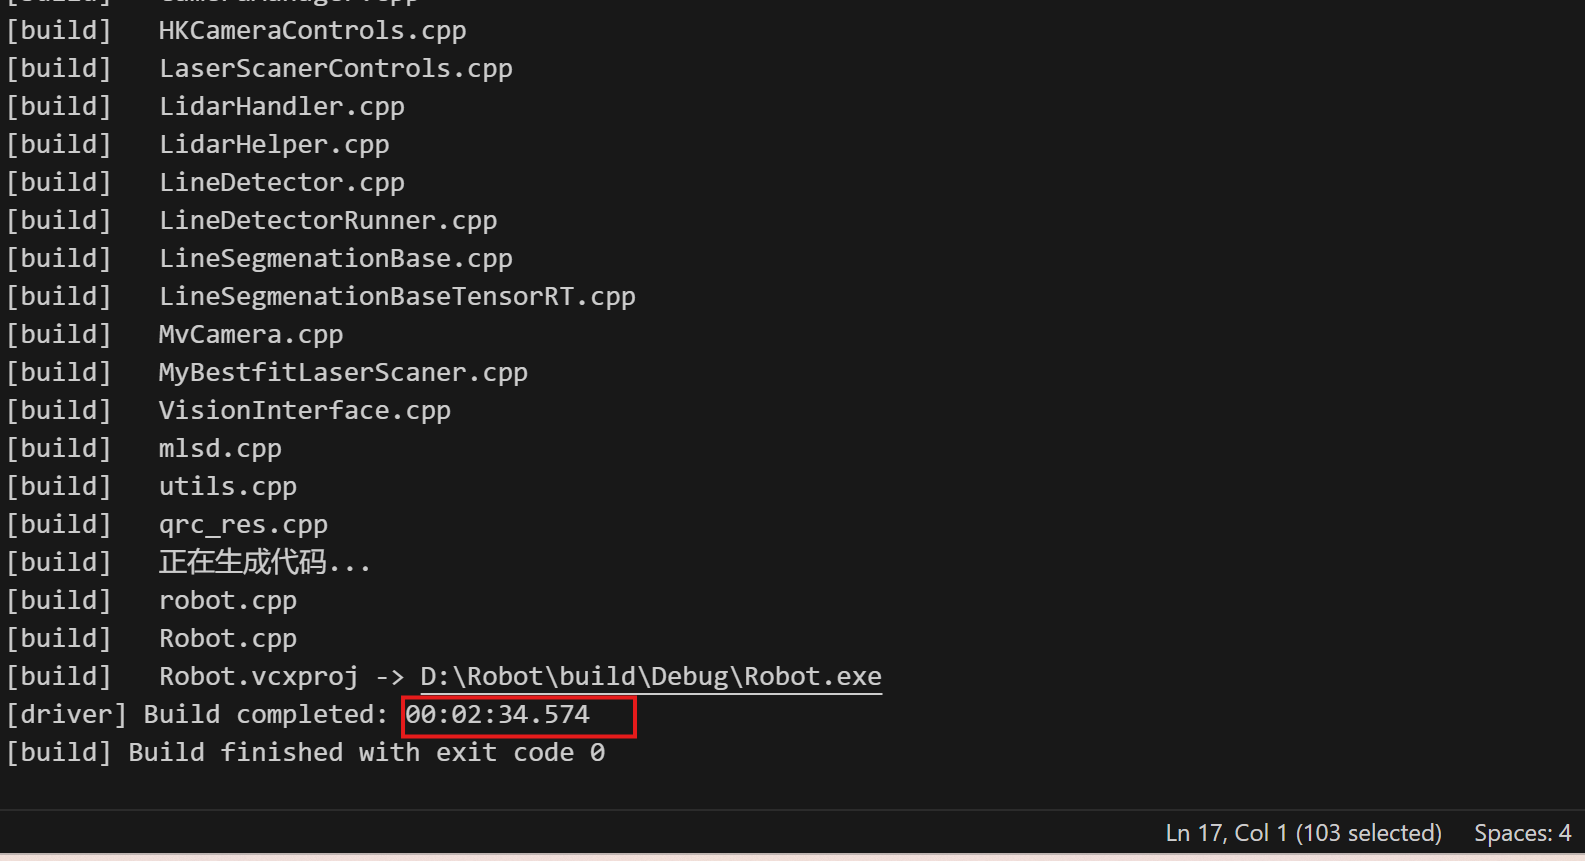 [build]   CameraManager.cpp
[build]   HKCameraControls.cpp
[build]   LaserScanerControls.cpp
[build]   LidarHandler.cpp
[build]   LidarHelper.cpp
[build]   LineDetector.cpp
[build]   LineDetectorRunner.cpp
[build]   LineSegmenationBase.cpp
[build]   LineSegmenationBaseTensorRT.cpp
[build]   MvCamera.cpp
[build]   MyBestfitLaserScaner.cpp
[build]   VisionInterface.cpp
[build]   mlsd.cpp
[build]   utils.cpp
[build]   qrc_res.cpp
[build]   正在生成代码...
[build]   robot.cpp
[build]   Robot.cpp
[build]   Robot.vcxproj -> D:\Robot\build\Debug\Robot.exe
[driver] Build completed: 00:02:34.574
[build] Build finished with exit code 0
Ln 17, Col 1 (103 selected) Spaces: 4